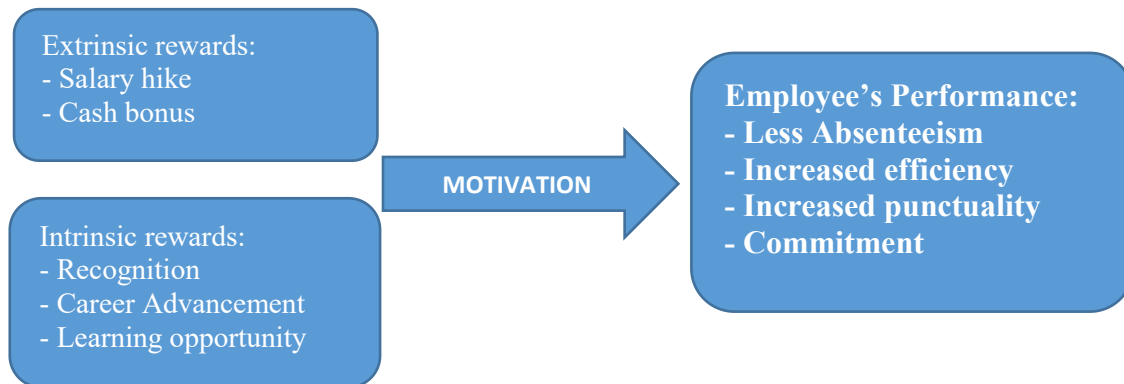 Extrinsic rewards:
- Salary hike
- Cash bonus
Intrinsic rewards:
- Recognition
- Career Advancement
- Learning opportunity
MOTIVATION
Employee’s Performance:
- Less Absenteeism
- Increased efficiency
- Increased punctuality
- Commitment